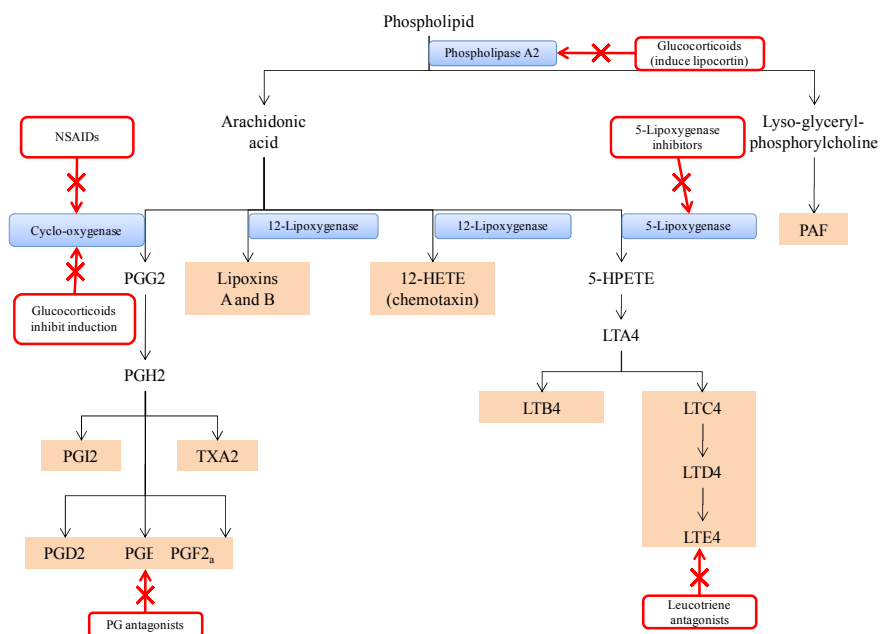 Phospholipid
Phospholipase A2
Glucocorticoids
(induce lipocortin)
Arachidonic
acid
Lyso-glyceryl-
phosphorylcholine
NSAIDs
5-Lipoxygenase
inhibitors
Cyclo-oxygenase
12-Lipoxygenase
12-Lipoxygenase
5-Lipoxygenase
PAF
PGG2
Lipoxins
A and B
12-HETE
(chemotaxin)
5-HPETE
Glucocorticoids
inhibit induction
LTA4
PGH2
LTB4
LTC4
PGI2
TXA2
LTD4
LTE4
PGD2
PGE
PGF2a
PG antagonists
Leucotriene
antagonists